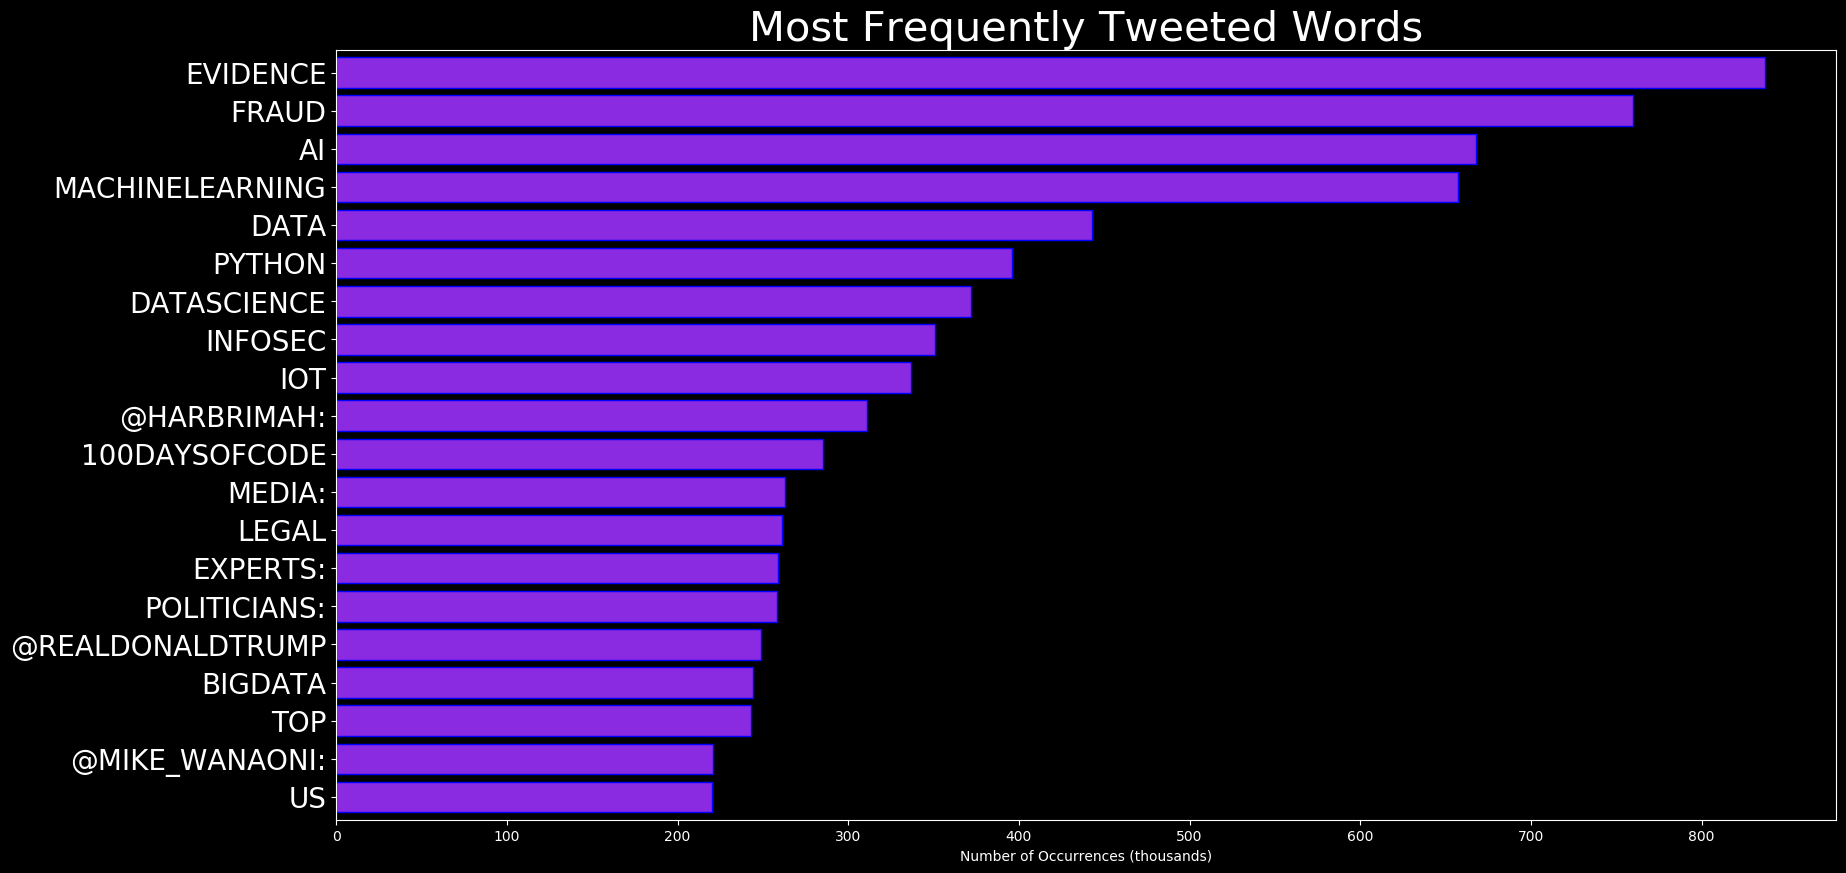 Most Frequently Tweeted Words
EVIDENCE
FRAUD
AI
MACHINELEARNING
DATA
PYTHON
DATASCIENCE
INFOSEC
IOT
@HARBRIMAH:
100DAYSOFCODE
MEDIA:
LEGAL
EXPERTS:
POLITICIANS:
@REALDONALDTRUMP
BIGDATA
TOP
@MIKE_WANAONI:
US
0 100 200 300 400 500 600 700 800
Number of Occurrences (thousands)